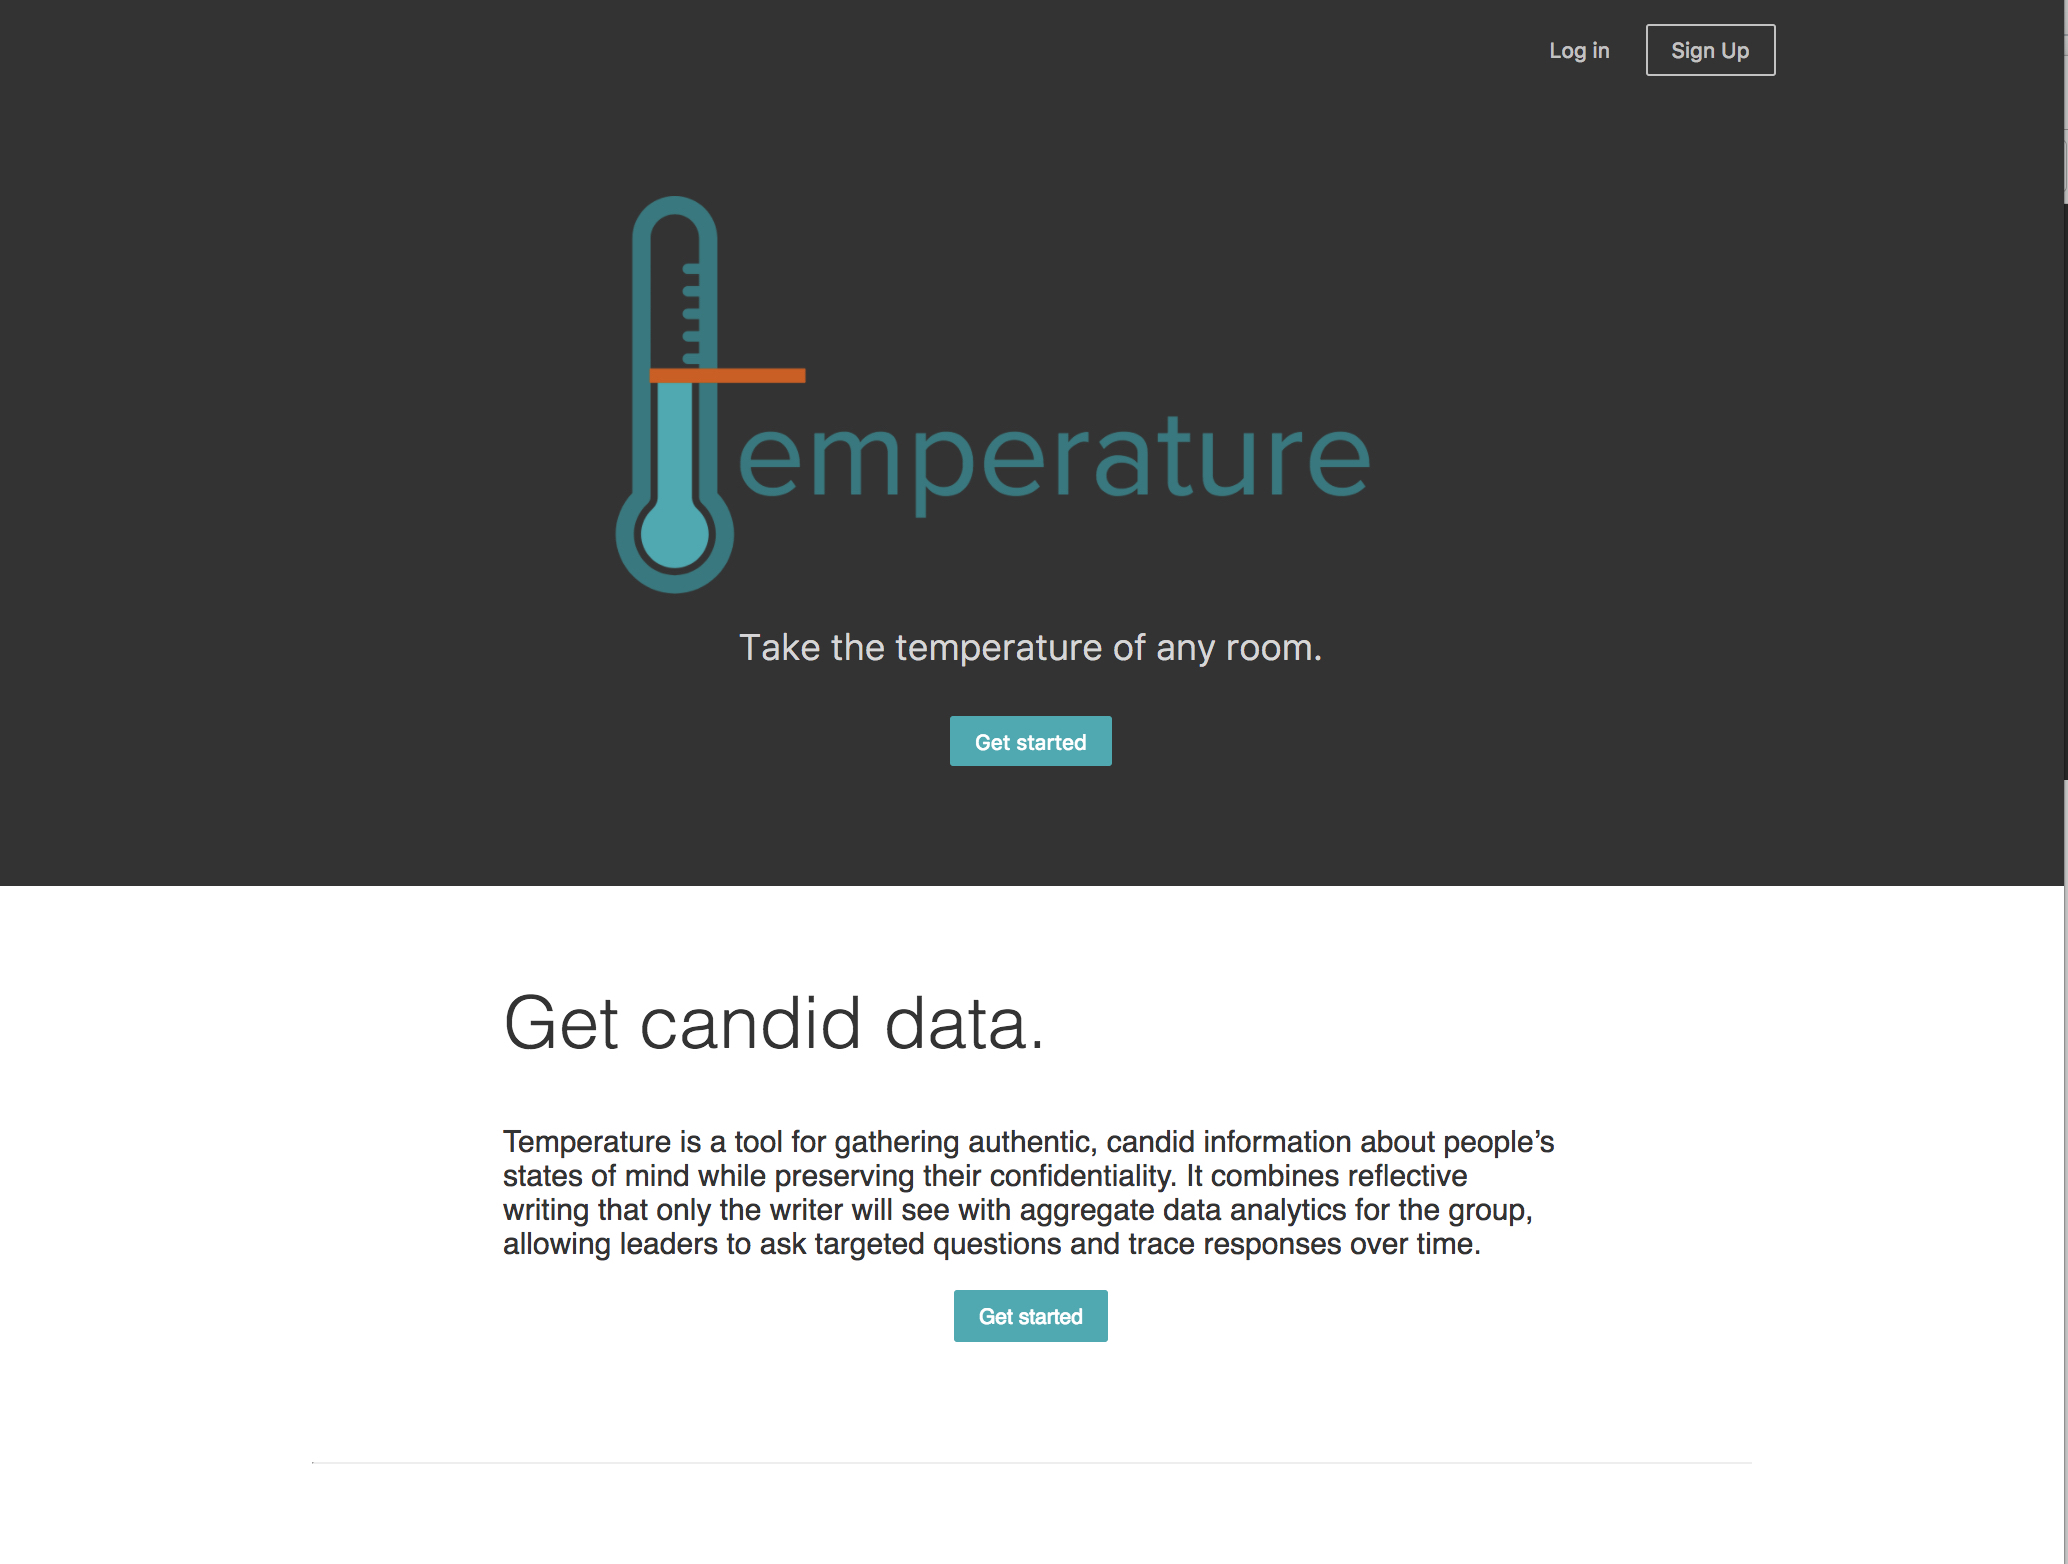 Log in
Sign Up
temperature
Take the temperature of any room.
Get started
Get candid data.
Temperature is a tool for gathering authentic, candid information about people’s
states of mind while preserving their confidentiality. It combines reflective
writing that only the writer will see with aggregate data analytics for the group,
allowing leaders to ask targeted questions and trace responses over time.
Get started